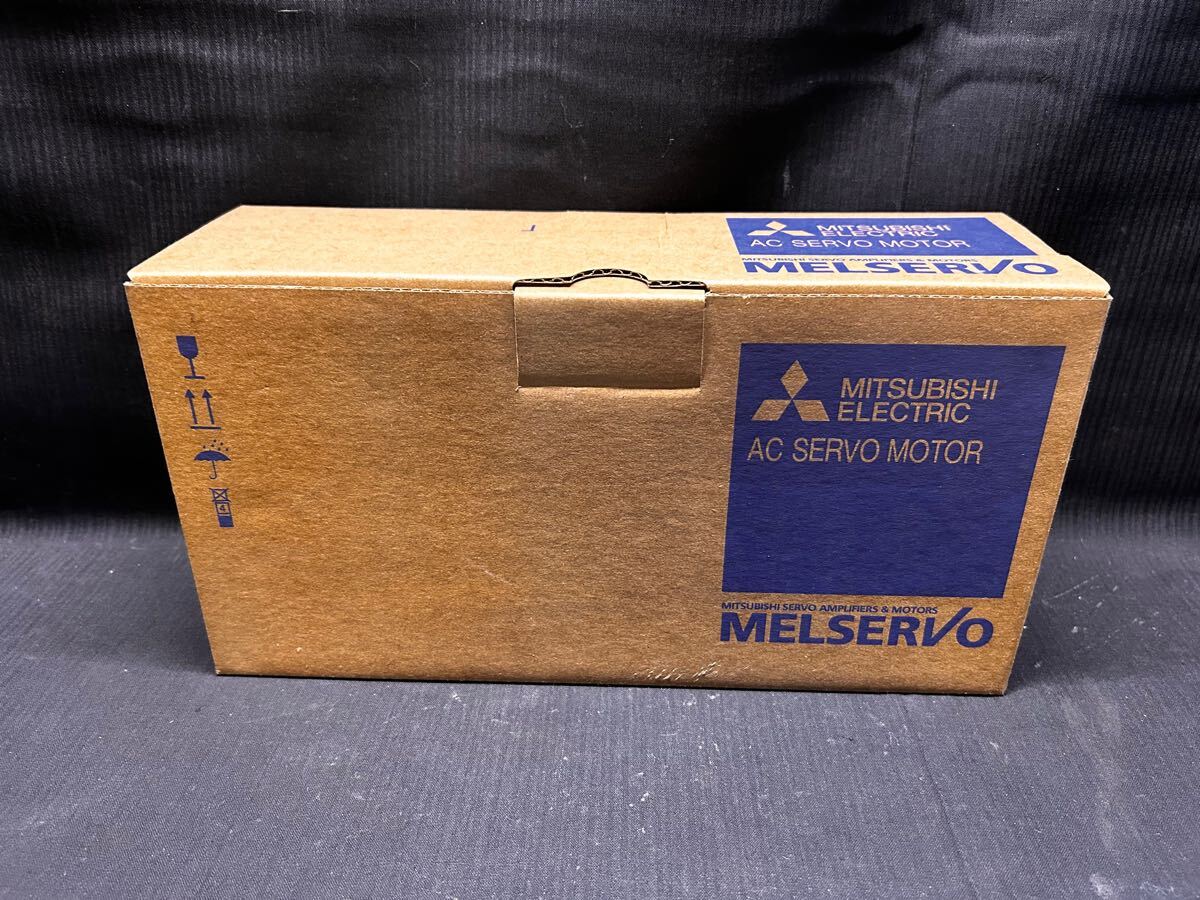 MITSUBISHI
ELECTRIC
AC SERVO MOTOR
MITSUBISHI SERVO AMPLIFIERS & MOTORS
MELSERVO
MITSUBISHI
ELECTRIC
AC SERVO MOTOR
MITSUBISHI SERVO AMPLIFIERS & MOTORS
MELSERVO
4